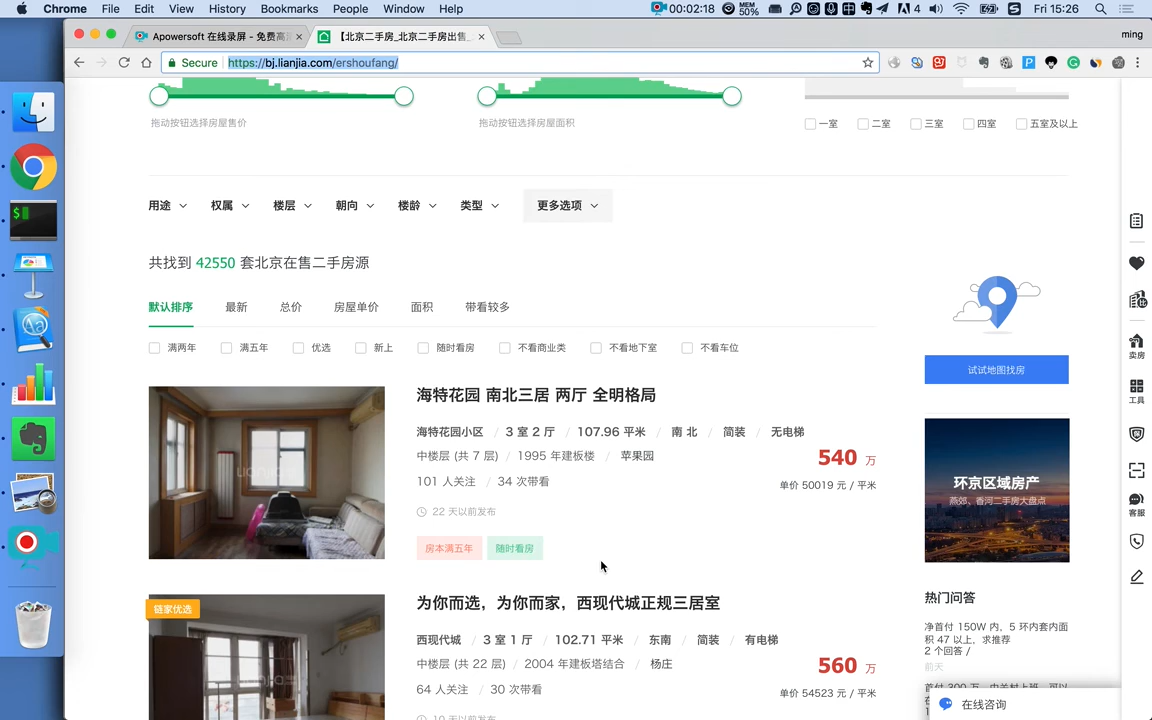 Chrome File Edit View History Bookmarks People Window Help
00:02:18 MEM 50% 4 Fri 15:26
Apowersoft 在线录屏 - 免费高
【北京二手房_北京二手房出售_
ming
Secure https://bj.lianjia.com/ershoufang/
拖动按钮选择房屋售价 拖动按钮选择房屋面积 一室 二室 三室 四室 五室及以上
用途 权属 楼层 朝向 楼龄 类型 更多选项
共找到 42550 套北京在售二手房源
默认排序 最新 总价 房屋单价 面积 带看较多
满两年 满五年 优选 新上 随时看房 不看商业类 不看地下室 不看车位
海特花园 南北三居 两厅 全明格局
海特花园小区 / 3 室 2 厅 / 107.96 平米 / 南 北 / 简装 / 无电梯
中楼层 (共 7 层) / 1995 年建板楼 / 苹果园
540 万
101 人关注 / 34 次带看
单价 50019 元 / 平米
22 天以前发布
房本满五年 随时看房
链家优选
为你而选，为你而家，西现代城正规三居室
西现代城 / 3 室 1 厅 / 102.71 平米 / 东南 / 简装 / 有电梯
中楼层 (共 22 层) / 2004 年建板塔结合 / 杨庄
560 万
64 人关注 / 30 次带看
单价 54523 元 / 平米
10 天以前发布
试试地图找房
环京区域房产
燕郊、香河二手房大盘点
热门问答
净首付 150W 内，5 环内套内面
积 47 以上，求推荐
2 个回答 /
前天
卖房
工具
客服
在线咨询